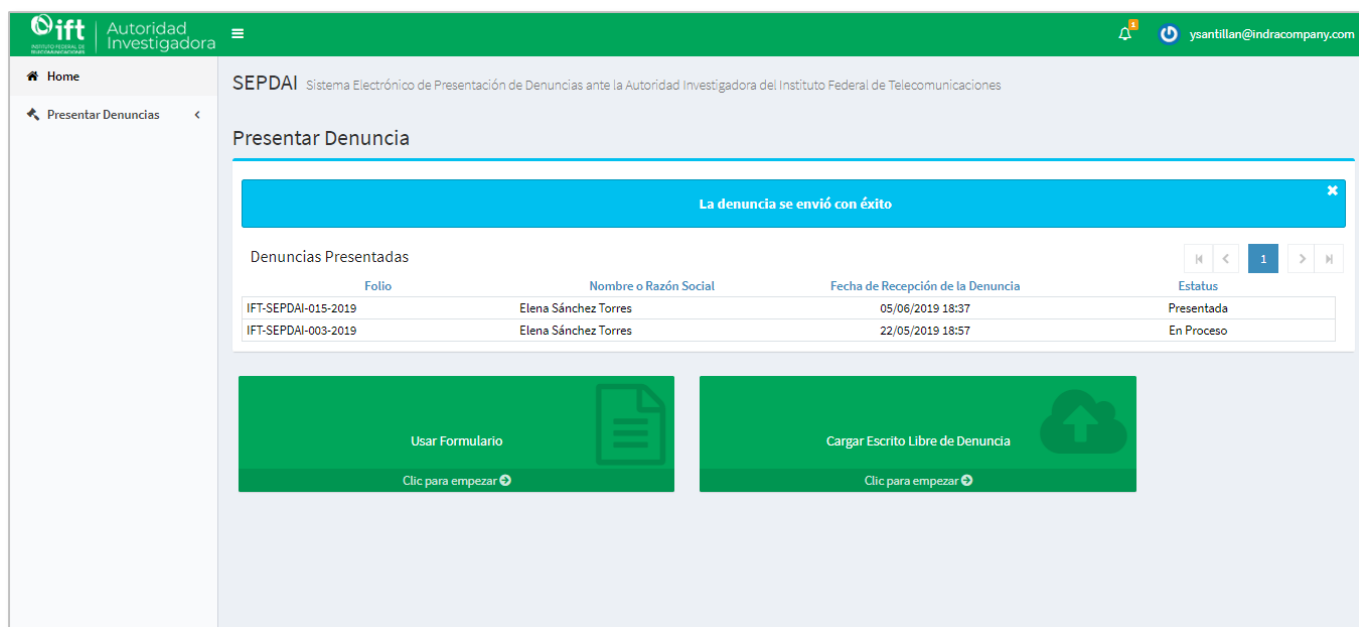 ift Autoridad Investigadora
INSTITUTO FEDERAL DE TELECOMUNICACIONES
1
ysantillan@indracompany.com
Home
Presentar Denuncias
SEPDAI Sistema Electrónico de Presentación de Denuncias ante la Autoridad Investigadora del Instituto Federal de Telecomunicaciones
Presentar Denuncia
La denuncia se envió con éxito
Denuncias Presentadas
1
Folio Nombre o Razón Social Fecha de Recepción de la Denuncia Estatus
IFT-SEPDAI-015-2019 Elena Sánchez Torres 05/06/2019 18:37 Presentada
IFT-SEPDAI-003-2019 Elena Sánchez Torres 22/05/2019 18:57 En Proceso
Usar Formulario
Clic para empezar
Cargar Escrito Libre de Denuncia
Clic para empezar